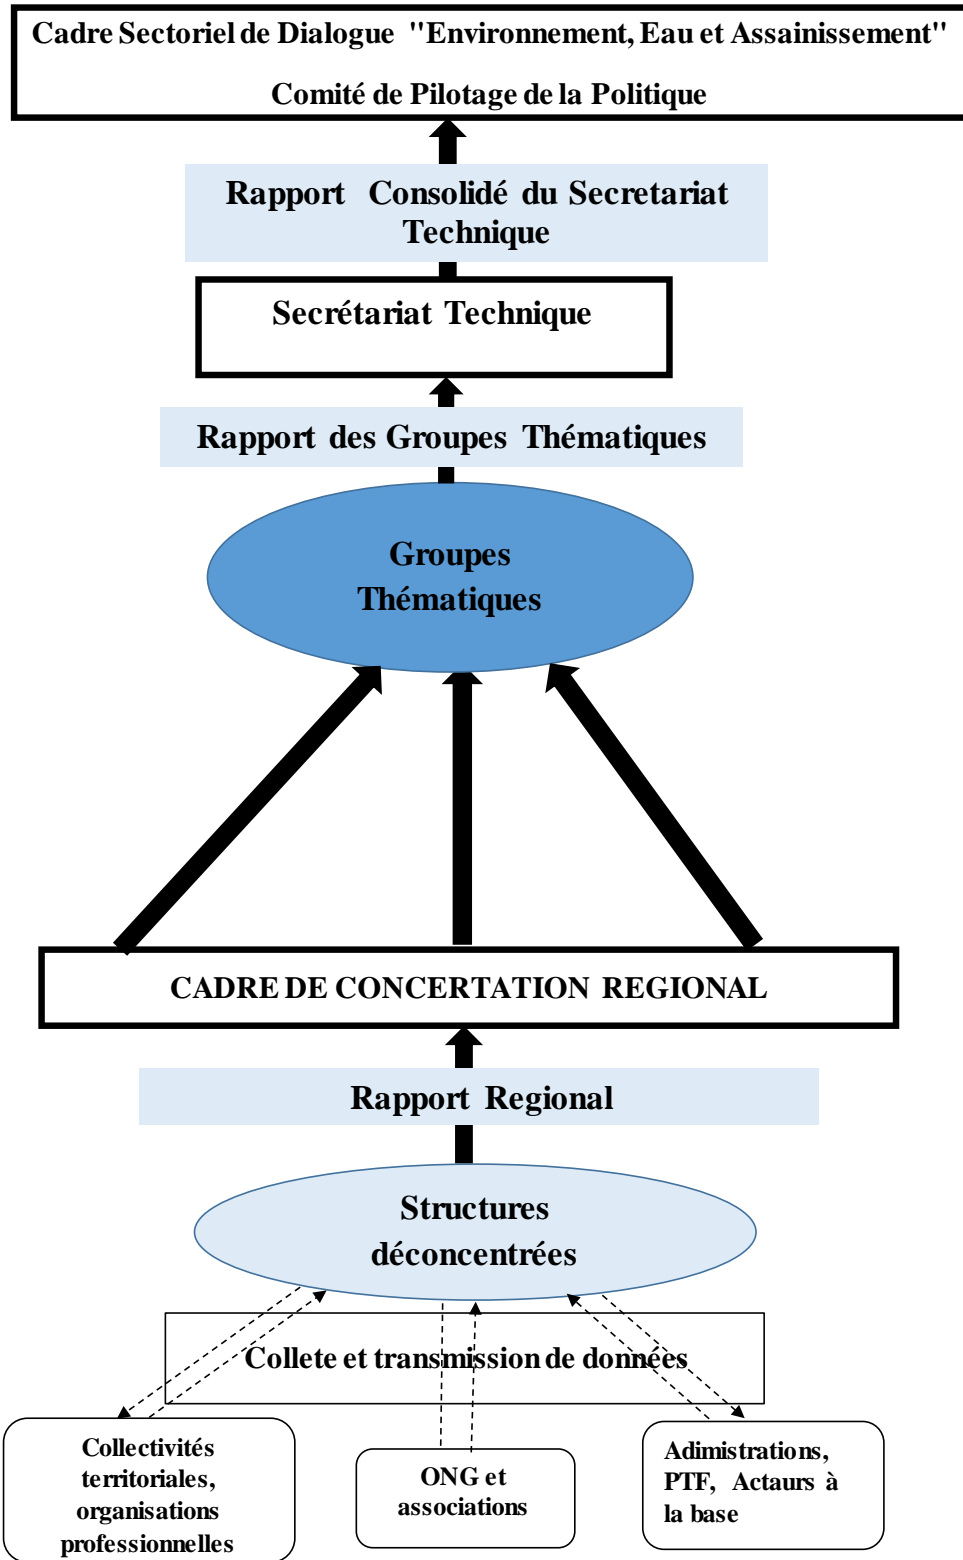 Cadre Sectoriel de Dialogue "Environnement, Eau et Assainissement"
Comité de Pilotage de la Politique
Rapport Consolidé du Secretariat
Technique
Secrétariat Technique
Rapport des Groupes Thématiques
Groupes
Thématiques
CADRE DE CONCERTATION REGIONAL
Rapport Regional
Structures
déconcentrées
Collete et transmission de données
Collectivités
territoriales,
organisations
professionnelles
ONG et
associations
Adimistrations,
PTF, Actaurs à
la base